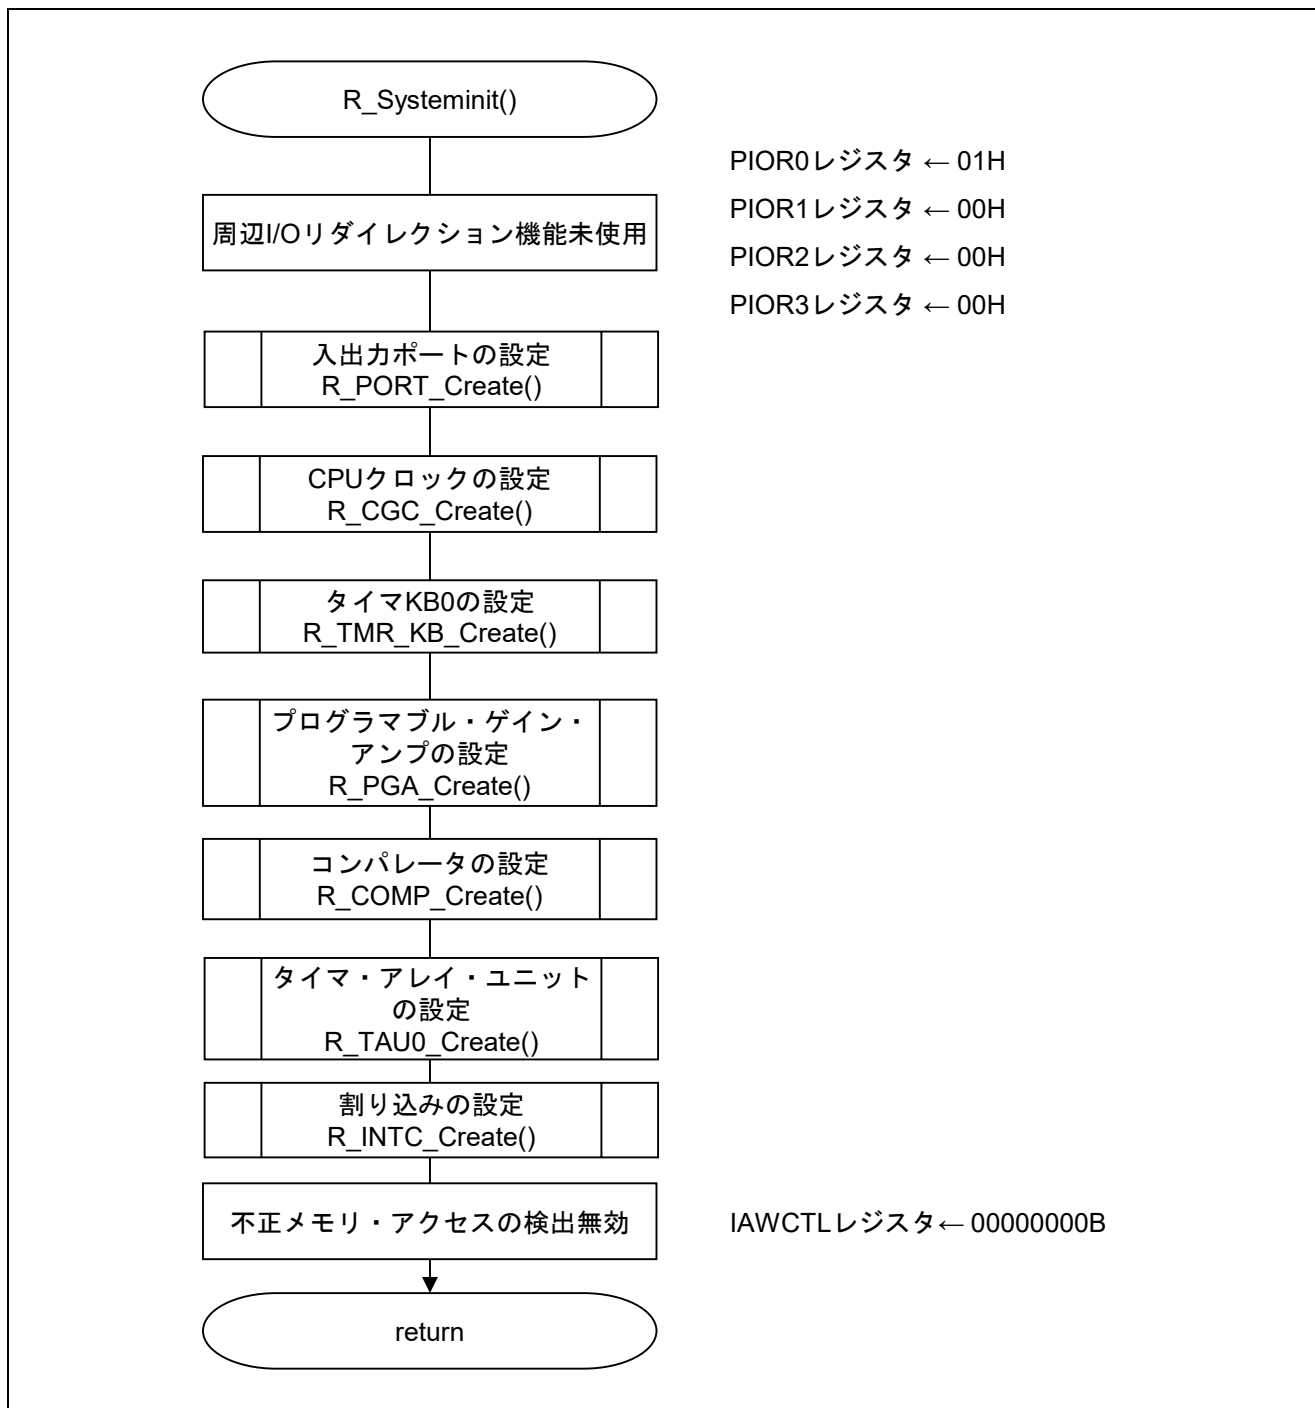 R_Systeminit()
PIOR0レジスタ ← 01H
PIOR1レジスタ ← 00H
周辺I/Oリダイレクション機能未使用
PIOR2レジスタ ← 00H
PIOR3レジスタ ← 00H
入出力ポートの設定
R_PORT_Create()
CPUクロックの設定
R_CGC_Create()
タイマKB0の設定
R_TMR_KB_Create()
プログラマブル・ゲイン・
アンプの設定
R_PGA_Create()
コンパレータの設定
R_COMP_Create()
タイマ・アレイ・ユニット
の設定
R_TAU0_Create()
割り込みの設定
R_INTC_Create()
不正メモリ・アクセスの検出無効
IAWCTLレジスタ← 00000000B
return